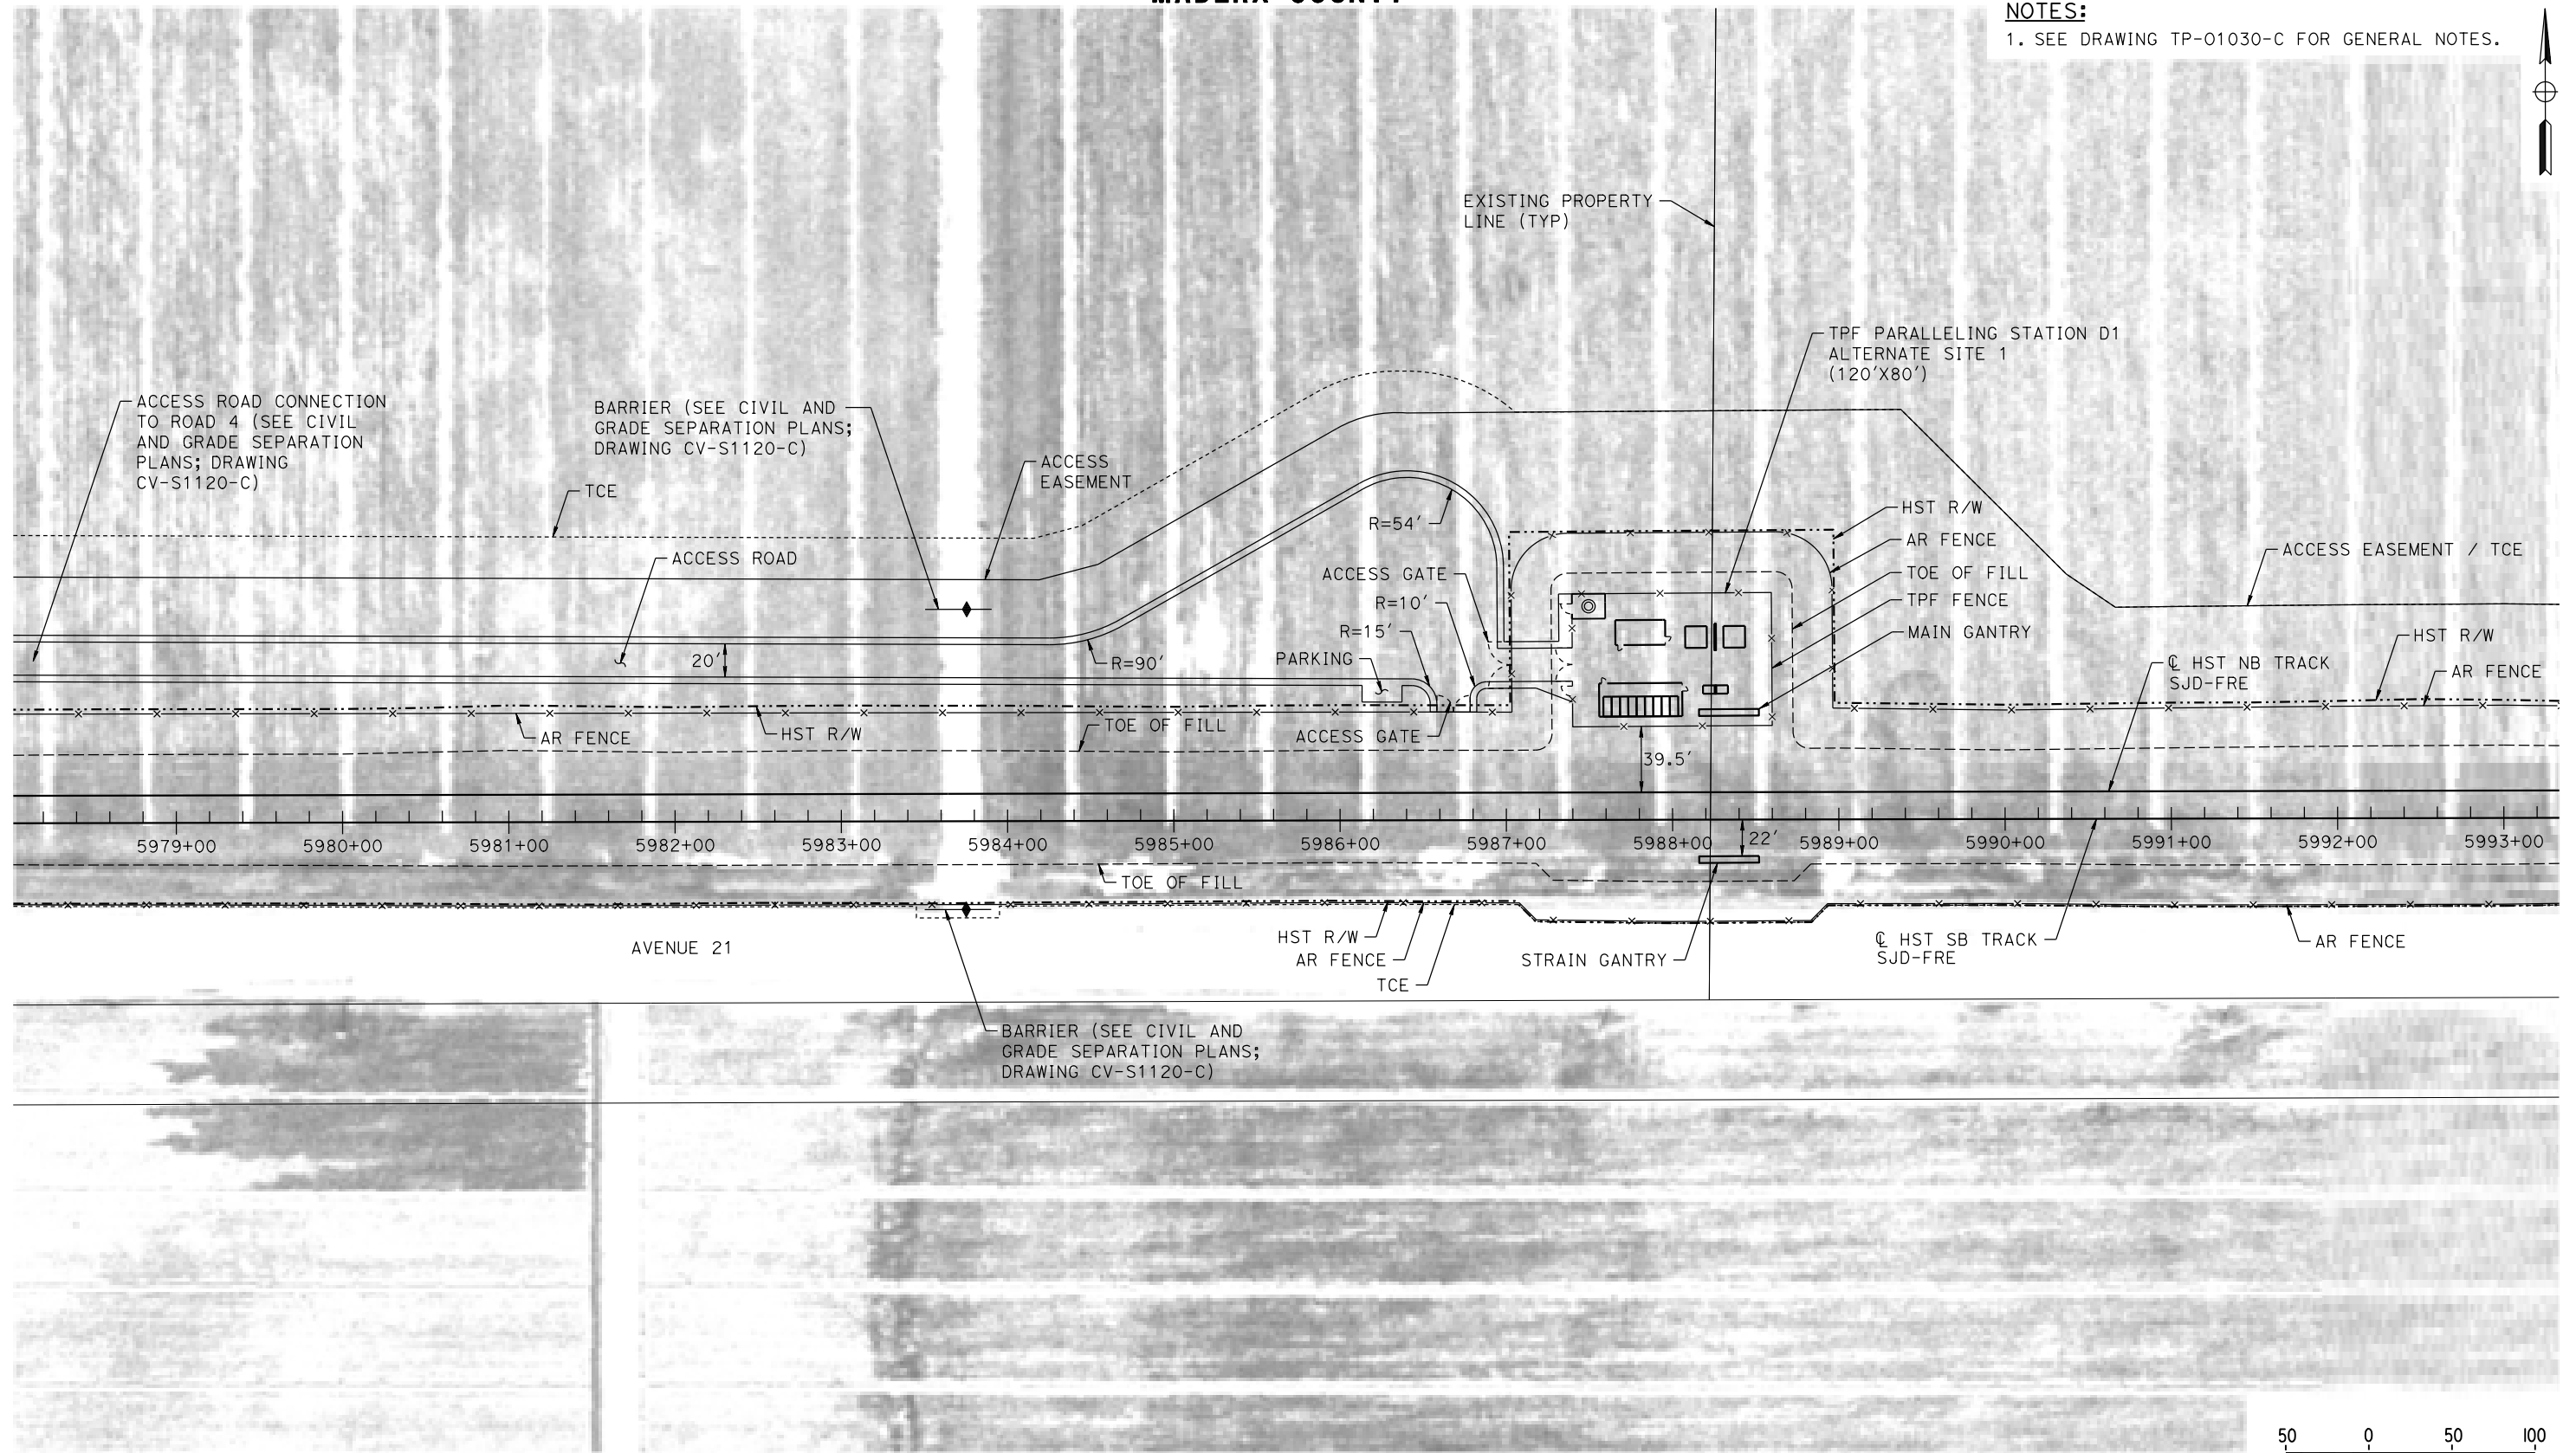 MADERA COUNTY
NOTES:
1. SEE DRAWING TP-01030-C FOR GENERAL NOTES.
EXISTING PROPERTY
LINE (TYP)
TPF PARALLELING STATION D1
ALTERNATE SITE 1
(120'X80')
ACCESS ROAD CONNECTION
TO ROAD 4 (SEE CIVIL
AND GRADE SEPARATION
PLANS; DRAWING
CV-S1120-C)
BARRIER (SEE CIVIL AND
GRADE SEPARATION PLANS;
DRAWING CV-S1120-C)
ACCESS
EASEMENT
TCE
ACCESS ROAD
R=54'
HST R/W
AR FENCE
TOE OF FILL
TPF FENCE
MAIN GANTRY
ACCESS EASEMENT / TCE
ACCESS GATE
R=10'
R=15'
PARKING
R=90'
20'
HST R/W
℄ HST NB TRACK
SJD-FRE
AR FENCE
AR FENCE
HST R/W
TOE OF FILL
ACCESS GATE
39.5'
5979+00
5980+00
5981+00
5982+00
5983+00
5984+00
5985+00
5986+00
5987+00
5988+00
22'
5989+00
5990+00
5991+00
5992+00
5993+00
TOE OF FILL
AVENUE 21
HST R/W
AR FENCE
TCE
STRAIN GANTRY
℄ HST SB TRACK
SJD-FRE
AR FENCE
BARRIER (SEE CIVIL AND
GRADE SEPARATION PLANS;
DRAWING CV-S1120-C)
50 0 50 100